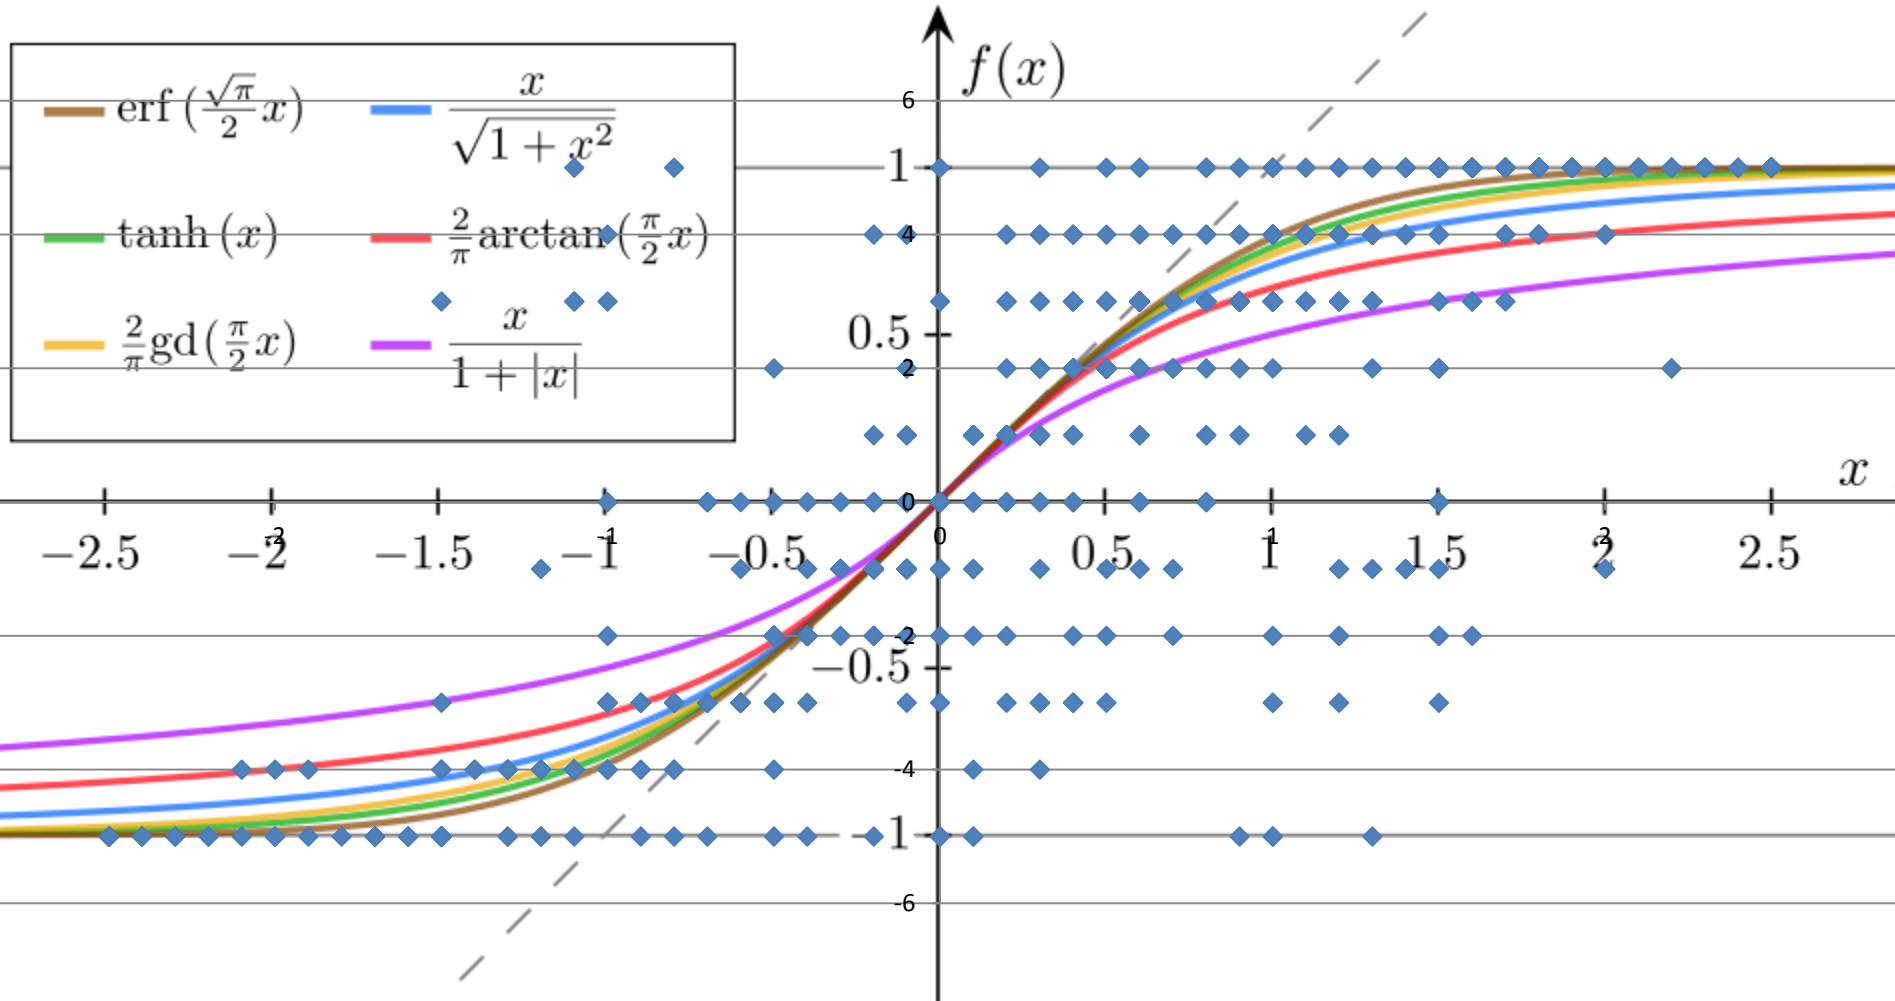 f(x)
erf (√π/2 x)
x/√(1 + x²)
tanh (x)
2/π arctan (π/2 x)
2/π gd (π/2 x)
x/(1 + |x|)
6
1
4
0.5
2
0
x
−2.5 −2 −1.5 −1 −0.5 0.5 1 1.5 2 2.5
-2 -1 0 1 2
-2
−0.5
-4
−1
-6